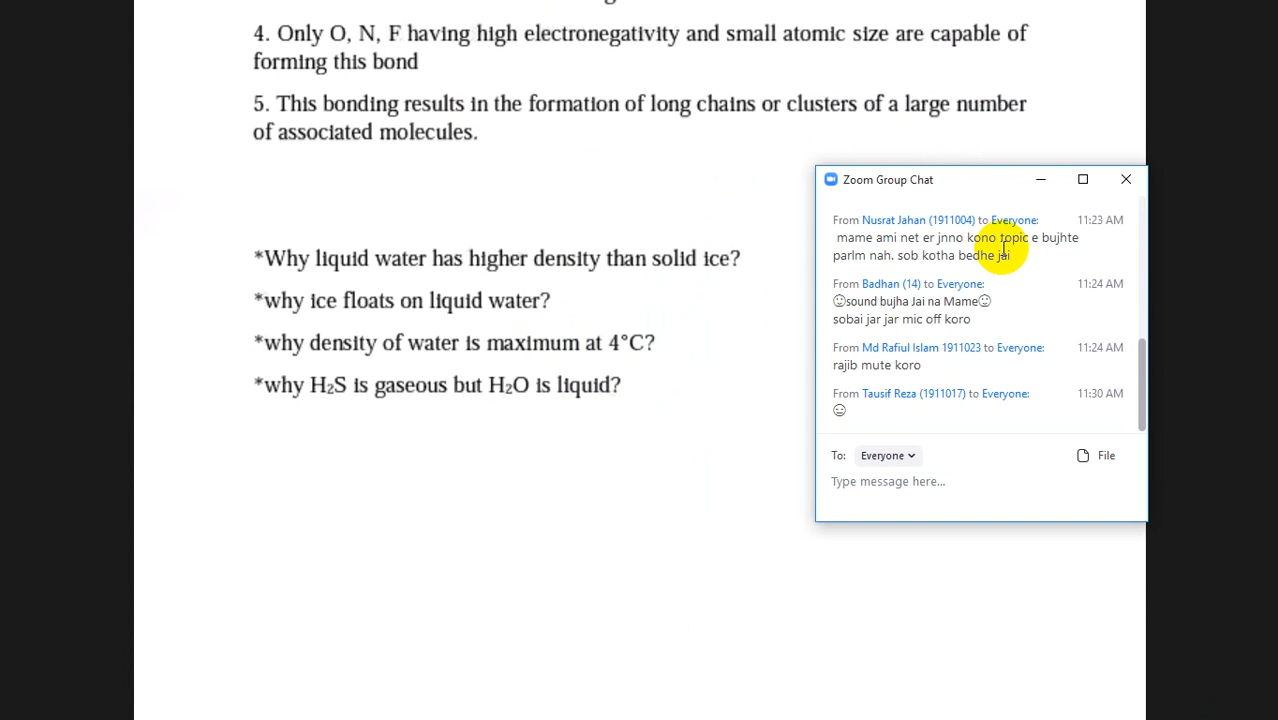 4. Only O, N, F having high electronegativity and small atomic size are capable of
forming this bond
5. This bonding results in the formation of long chains or clusters of a large number
of associated molecules.
*Why liquid water has higher density than solid ice?
*why ice floats on liquid water?
*why density of water is maximum at 4°C?
*why H₂S is gaseous but H₂O is liquid?
Zoom Group Chat
From Nusrat Jahan (1911004) to Everyone: 11:23 AM
mame ami net er jnno kono topic e bujhte
parlm nah. sob kotha bedhe jai
From Badhan (14) to Everyone: 11:24 AM
sound bujha Jai na Mame
sobai jar jar mic off koro
From Md Rafiul Islam 1911023 to Everyone: 11:24 AM
rajib mute koro
From Tausif Reza (1911017) to Everyone: 11:30 AM
To: Everyone File
Type message here...